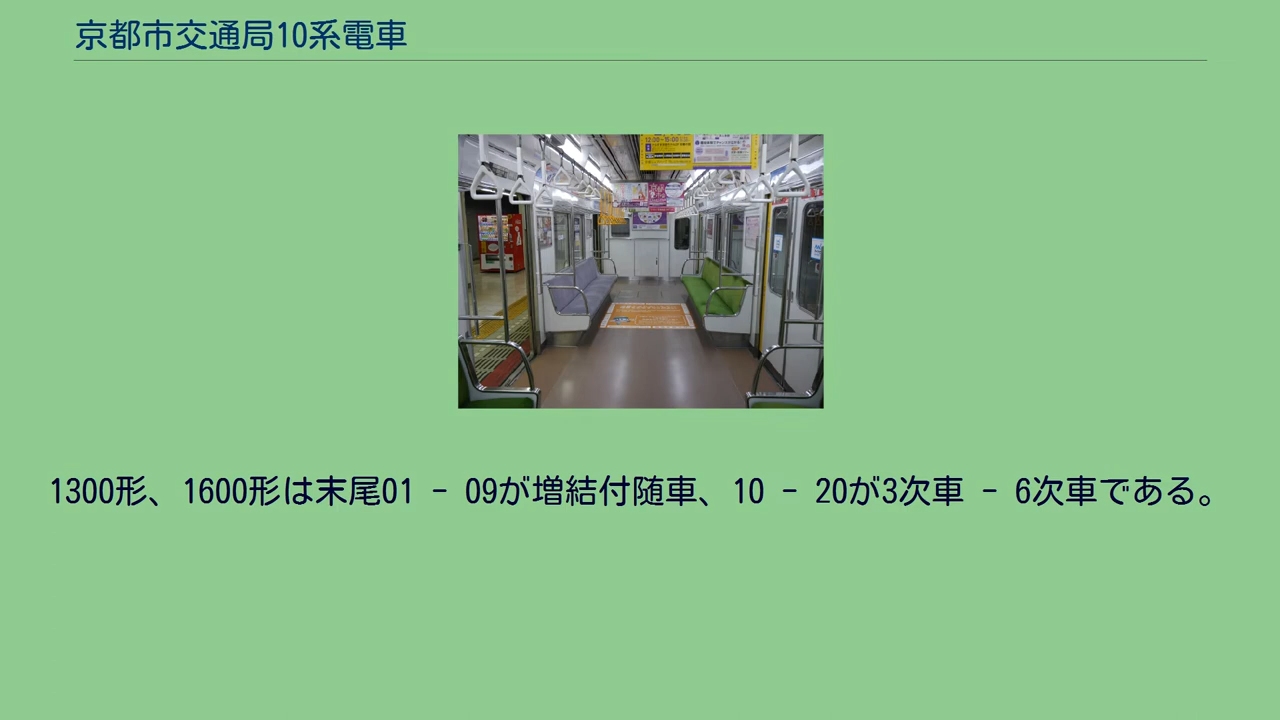 京都市交通局10系電車
1300形、1600形は末尾01 - 09が増結付随車、10 - 20が3次車 - 6次車である。